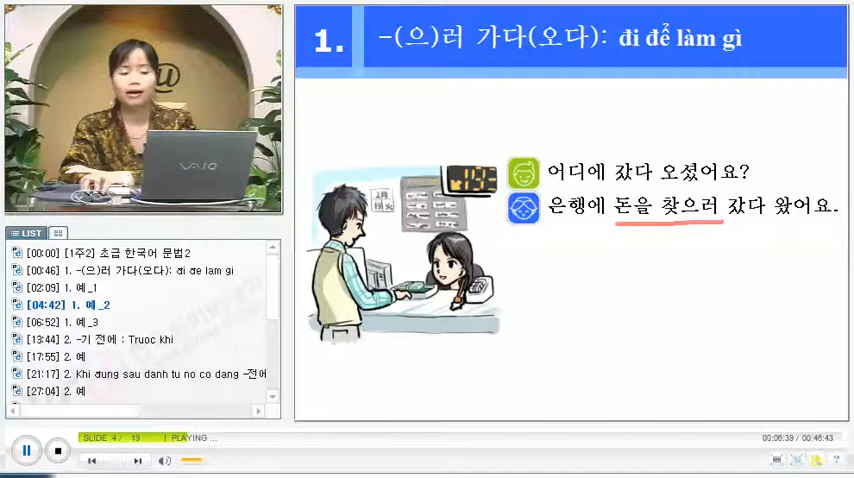 1.
-(으)러 가다(오다): đi để làm gì
어디에 갔다 오셨어요?
은행에 돈을 찾으러 갔다 왔어요.
VAIO
LIST
[00:00] [1주2] 초급 한국어 문법2
[00:46] 1. -(으)러 가다(오다): đi đe lam gi
[02:09] 1. 예_1
[04:42] 1. 예_2
[06:52] 1. 예_3
[13:44] 2. -기 전에 : Truoc khi
[17:55] 2. 예
[21:17] 2. Khi dung sau danh tu no co dang -전에
[27:04] 2. 예
SLIDE 4 / 19 | PLAYING ...
00:06:39 / 00:46:43